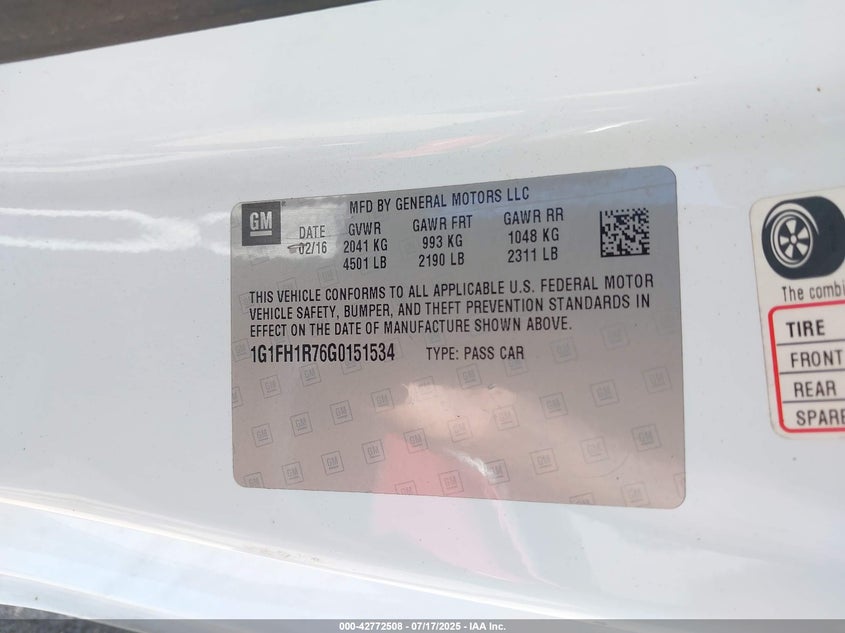 GM
MFD BY GENERAL MOTORS LLC
DATE GVWR GAWR FRT GAWR RR
02/16 2041 KG 993 KG 1048 KG
4501 LB 2190 LB 2311 LB
THIS VEHICLE CONFORMS TO ALL APPLICABLE U.S. FEDERAL MOTOR
VEHICLE SAFETY, BUMPER, AND THEFT PREVENTION STANDARDS IN
EFFECT ON THE DATE OF MANUFACTURE SHOWN ABOVE.
1G1FH1R76G0151534 TYPE: PASS CAR
The combi
TIRE
FRONT
REAR
SPARE
000-42772508 - 07/17/2025 - IAA Inc.